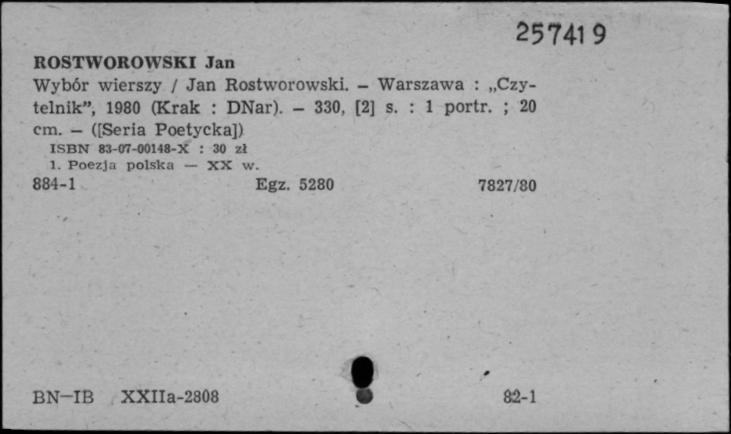 257419
ROSTWOROWSKI Jan
Wybór wierszy / Jan Rostworowski. — Warszawa : „Czy-
telnik”, 1980 (Krak : DNar). — 330, [2] s. : 1 portr. ; 20
cm. — ([Seria Poetycka])
ISBN 83-07-00148-X : 30 zł
1. Poezja polska — XX w.
884-1 Egz. 5280 7827/80
BN—IB XXIIa-2808 82-1